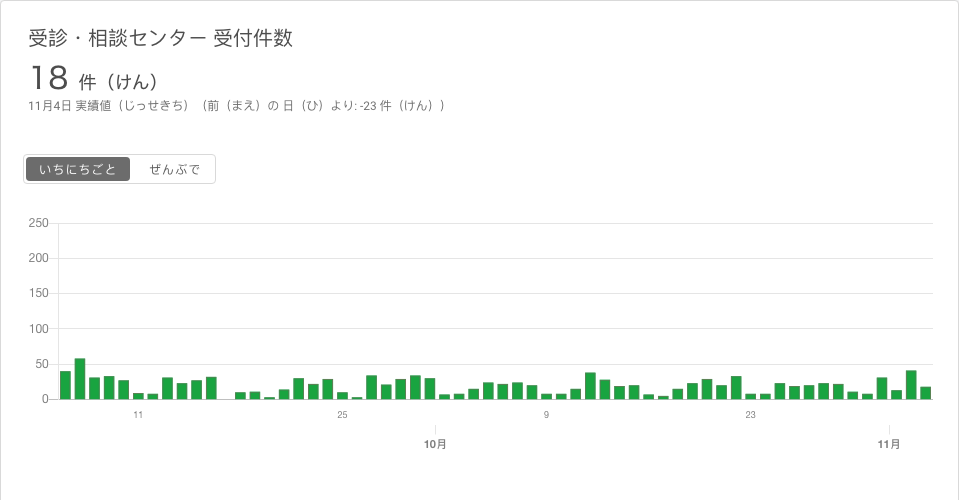 受診・相談センター 受付件数
18 件（けん）
11月4日 実績値（じっせきち）（前（まえ）の 日（ひ）より: -23 件（けん））
いちにちごと ぜんぶで
250
200
150
100
50
0
11 25 9 23
10月 11月